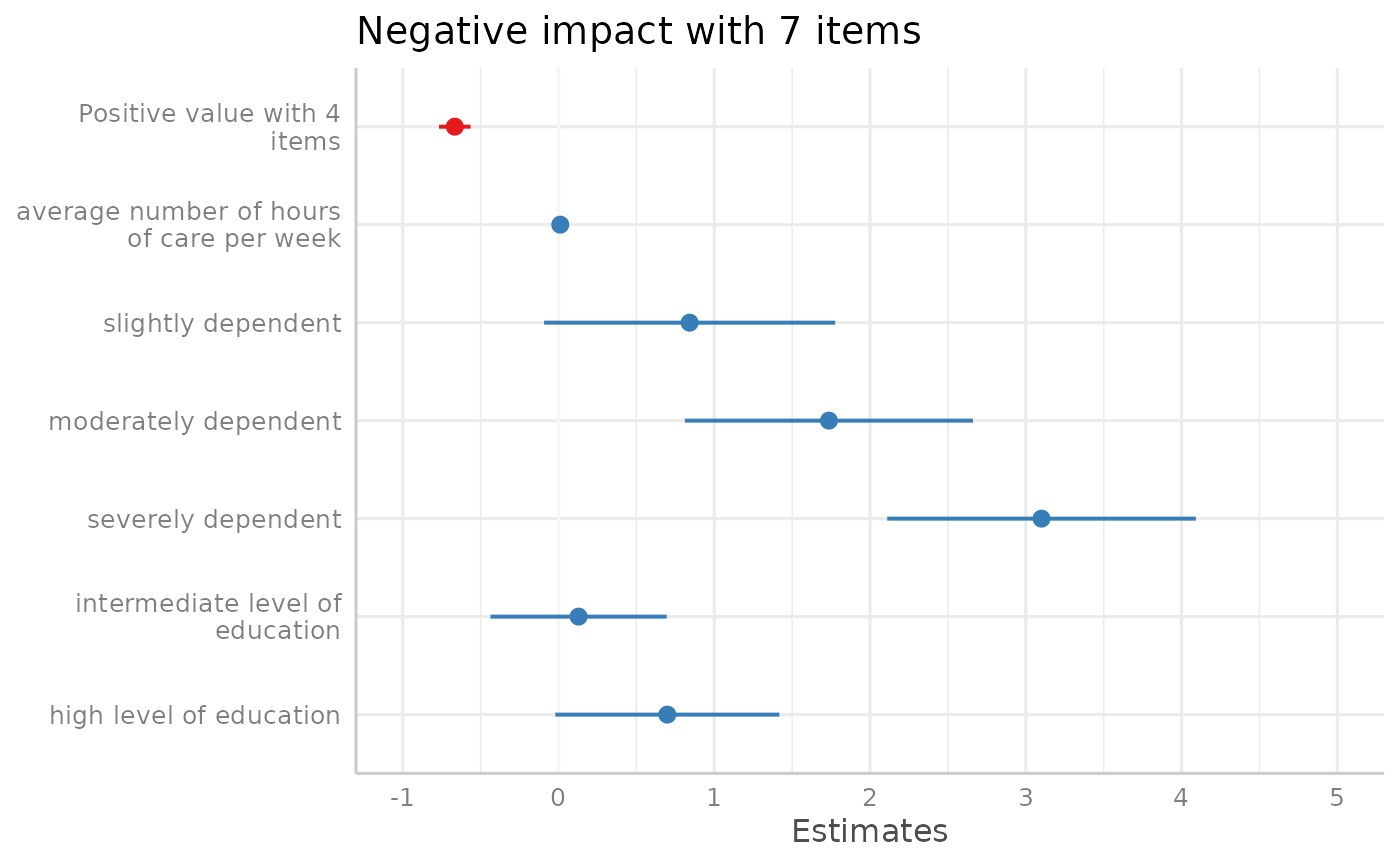 Negative impact with 7 items
Positive value with 4
items
average number of hours
of care per week
slightly dependent
moderately dependent
severely dependent
intermediate level of
education
high level of education
-1 0 1 2 3 4 5
Estimates